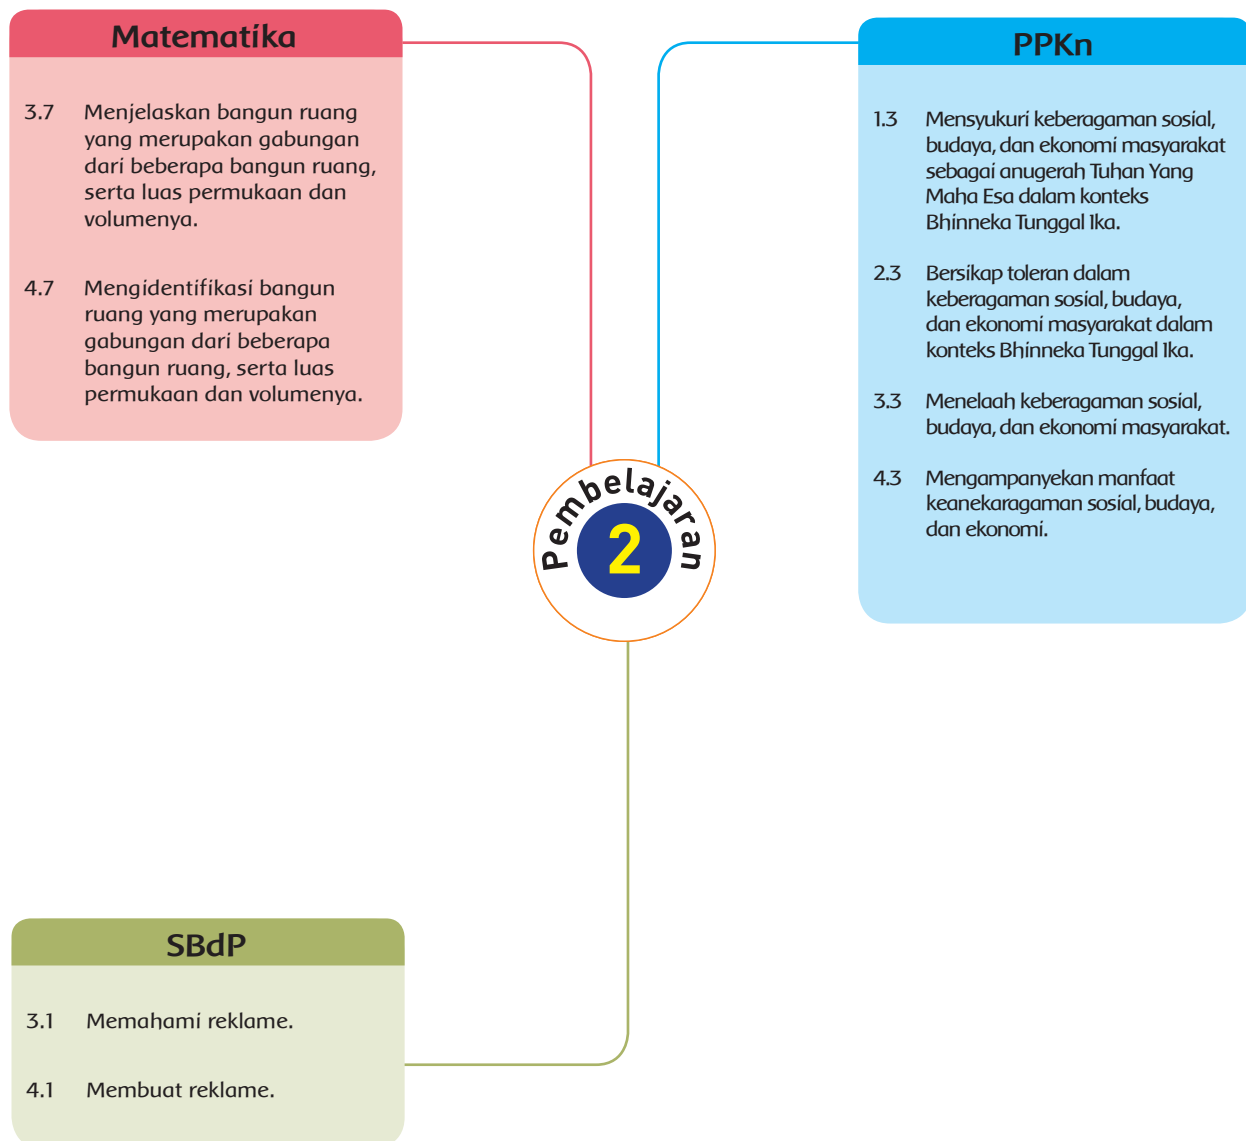 Matematika
3.7 Menjelaskan bangun ruang
yang merupakan gabungan
dari beberapa bangun ruang,
serta luas permukaan dan
volumenya.
4.7 Mengidentifikasi bangun
ruang yang merupakan
gabungan dari beberapa
bangun ruang, serta luas
permukaan dan volumenya.
PPKn
1.3 Mensyukuri keberagaman sosial,
budaya, dan ekonomi masyarakat
sebagai anugerah Tuhan Yang
Maha Esa dalam konteks
Bhinneka Tunggal Ika.
2.3 Bersikap toleran dalam
keberagaman sosial, budaya,
dan ekonomi masyarakat dalam
konteks Bhinneka Tunggal Ika.
3.3 Menelaah keberagaman sosial,
budaya, dan ekonomi masyarakat.
4.3 Mengampanyekan manfaat
keanekaragaman sosial, budaya,
dan ekonomi.
Pembelajaran
2
SBdP
3.1 Memahami reklame.
4.1 Membuat reklame.